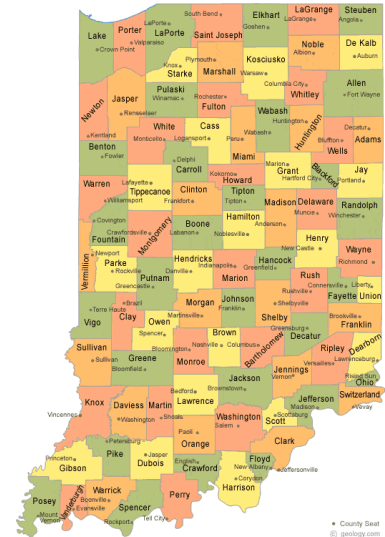 South Bend
Elkhart
LaGrange
LaGrange
Steuben
Angola
Lake
Crown Point
Porter
Valparaiso
LaPorte
LaPorte
Saint Joseph
Goshen
Noble
Albion
De Kalb
Auburn
Plymouth
Marshall
Kosciusko
Warsaw
Knox
Starke
Columbia City
Whitley
Allen
Fort Wayne
Newton
Kentland
Jasper
Rensselaer
Pulaski
Winamac
Rochester
Fulton
Wabash
Wabash
Huntington
Huntington
Decatur
Adams
Bluffton
Wells
White
Monticello
Cass
Logansport
Peru
Miami
Benton
Fowler
Carroll
Delphi
Marion
Grant
Hartford City
Blackford
Jay
Portland
Warren
Williamsport
Lafayette
Tippecanoe
Clinton
Frankfort
Kokomo
Howard
Tipton
Tipton
Madison
Anderson
Delaware
Muncie
Randolph
Winchester
Covington
Fountain
Crawfordsville
Montgomery
Boone
Lebanon
Hamilton
Noblesville
Henry
New Castle
Wayne
Richmond
Vermillion
Newport
Parke
Rockville
Putnam
Greencastle
Hendricks
Danville
Indianapolis
Marion
Hancock
Greenfield
Rush
Rushville
Connersville
Fayette
Liberty
Union
Terre Haute
Vigo
Brazil
Clay
Owen
Spencer
Morgan
Martinsville
Johnson
Franklin
Shelby
Shelbyville
Brookville
Franklin
Greensburg
Decatur
Sullivan
Sullivan
Greene
Bloomfield
Bloomington
Monroe
Brown
Nashville
Columbus
Bartholomew
Jennings
Vernon
Ripley
Versailles
Dearborn
Lawrenceburg
Rising Sun
Ohio
Switzerland
Vevay
Knox
Vincennes
Daviess
Washington
Martin
Shoals
Bedford
Lawrence
Brownstown
Jackson
Washington
Salem
Scott
Scottsburg
Jefferson
Madison
Paoli
Orange
Clark
Jeffersonville
Princeton
Gibson
Petersburg
Pike
Jasper
Dubois
English
Crawford
Floyd
New Albany
Corydon
Harrison
Posey
Mount
Vernon
Vanderburgh
Evansville
Warrick
Boonville
Spencer
Rockport
Tell City
Perry
County Seat
geology.com